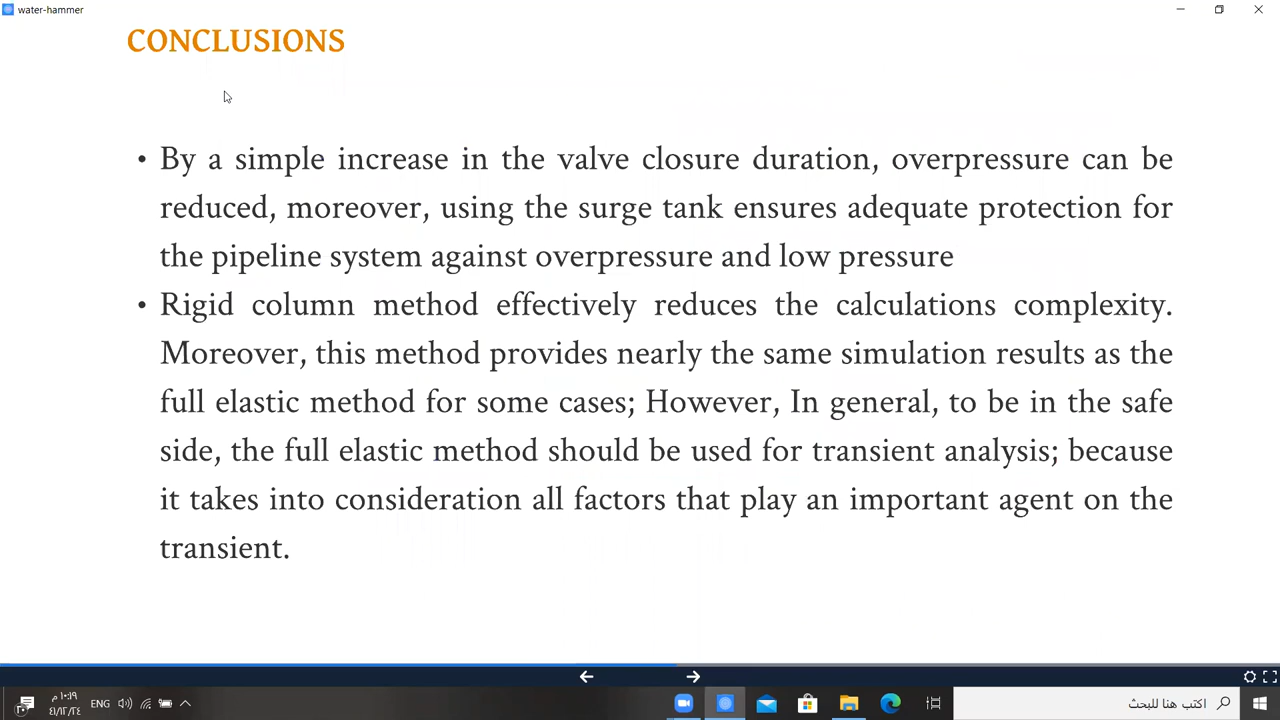 water-hammer
CONCLUSIONS
• By a simple increase in the valve closure duration, overpressure can be
reduced, moreover, using the surge tank ensures adequate protection for
the pipeline system against overpressure and low pressure
• Rigid column method effectively reduces the calculations complexity.
Moreover, this method provides nearly the same simulation results as the
full elastic method for some cases; However, In general, to be in the safe
side, the full elastic method should be used for transient analysis; because
it takes into consideration all factors that play an important agent on the
transient.
١٠:١٩ م
ENG
٤١/١٢/٢٤
اكتب هنا للبحث